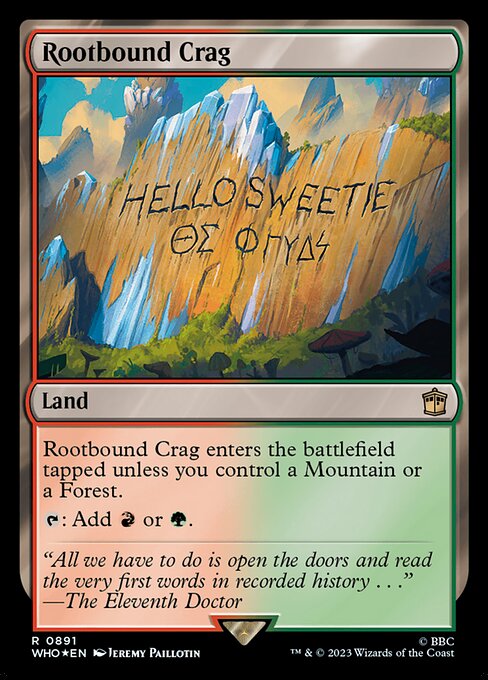 Rootbound Crag
HELLO SWEETIE
ΘΣ ΦΓΥΔS
Land
Rootbound Crag enters the battlefield
tapped unless you control a Mountain or
a Forest.
: Add or .
“All we have to do is open the doors and read
the very first words in recorded history . . .”
—The Eleventh Doctor
R 0891
WHO★EN Jeremy Paillotin
© BBC
™ & © 2023 Wizards of the Coast